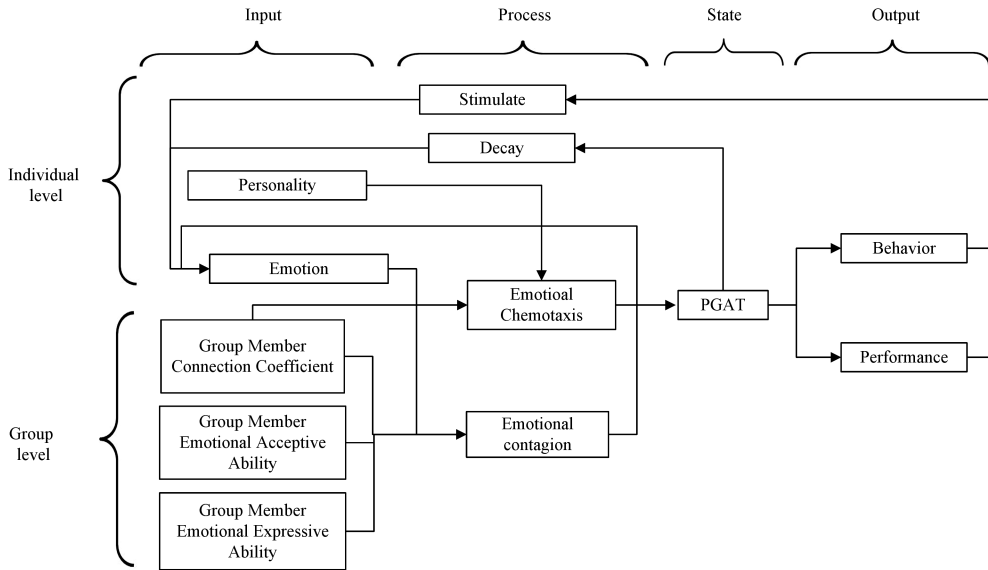 Input
Process
State
Output
Individual
level
Stimulate
Decay
Personality
Emotion
Emotioal
Chemotaxis
PGAT
Behavior
Performance
Group
level
Group Member
Connection Coefficient
Group Member
Emotional Acceptive
Ability
Group Member
Emotional Expressive
Ability
Emotional
contagion